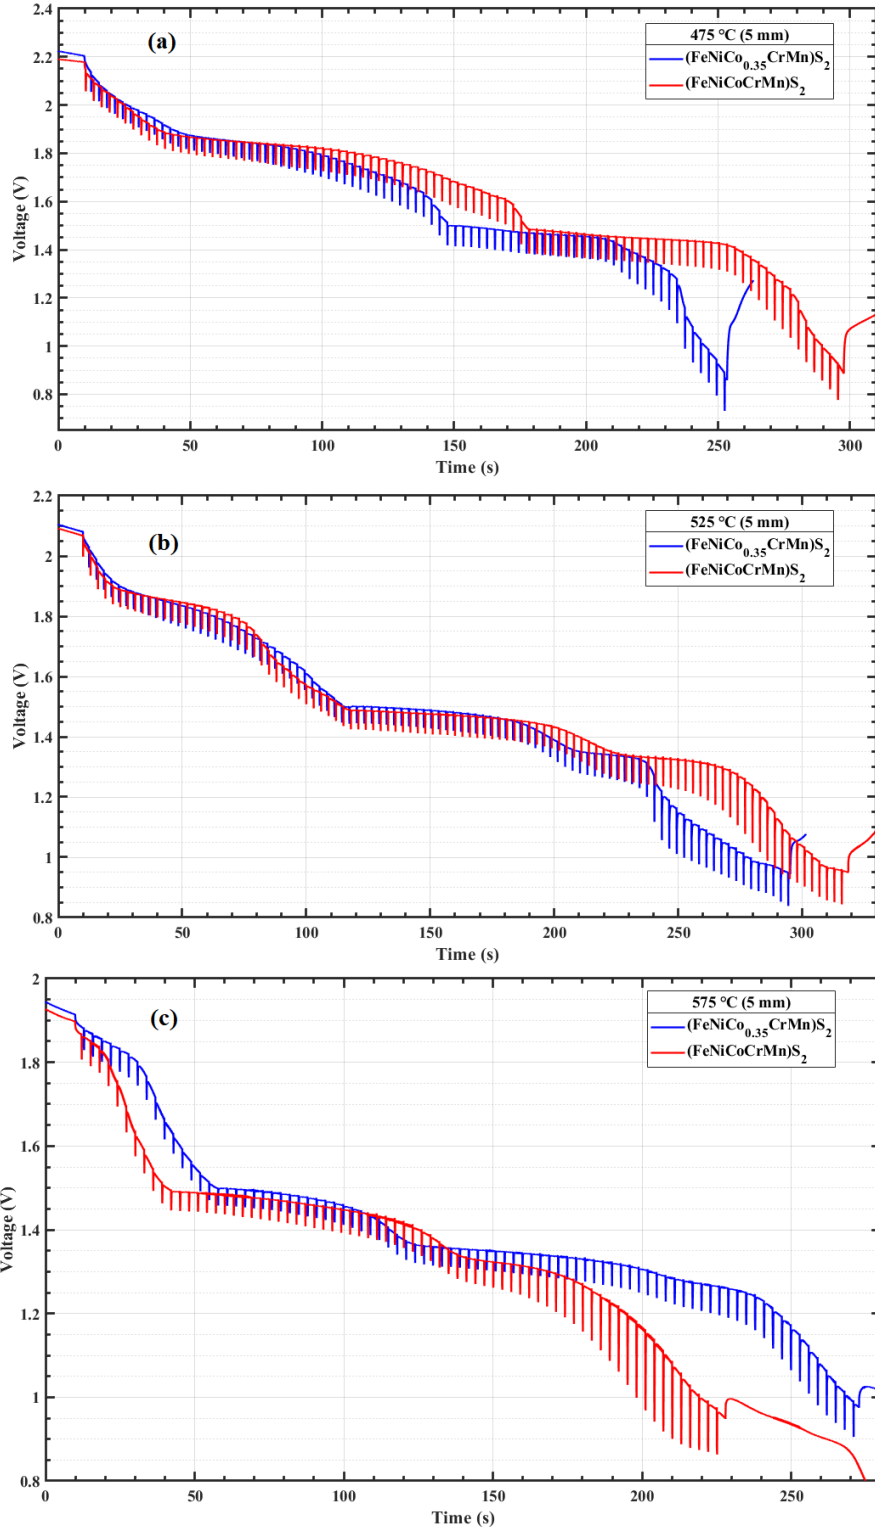 2.4
2.2
2
1.8
1.6
1.4
1.2
1
0.8
Voltage (V)
(a)
475 °C (5 mm)
(FeNiCo0.35CrMn)S2
(FeNiCoCrMn)S2
0 50 100 150 200 250 300
Time (s)
2.2
2
1.8
1.6
1.4
1.2
1
0.8
Voltage (V)
(b)
525 °C (5 mm)
(FeNiCo0.35CrMn)S2
(FeNiCoCrMn)S2
0 50 100 150 200 250 300
Time (s)
2
1.8
1.6
1.4
1.2
1
0.8
Voltage (V)
(c)
575 °C (5 mm)
(FeNiCo0.35CrMn)S2
(FeNiCoCrMn)S2
0 50 100 150 200 250
Time (s)